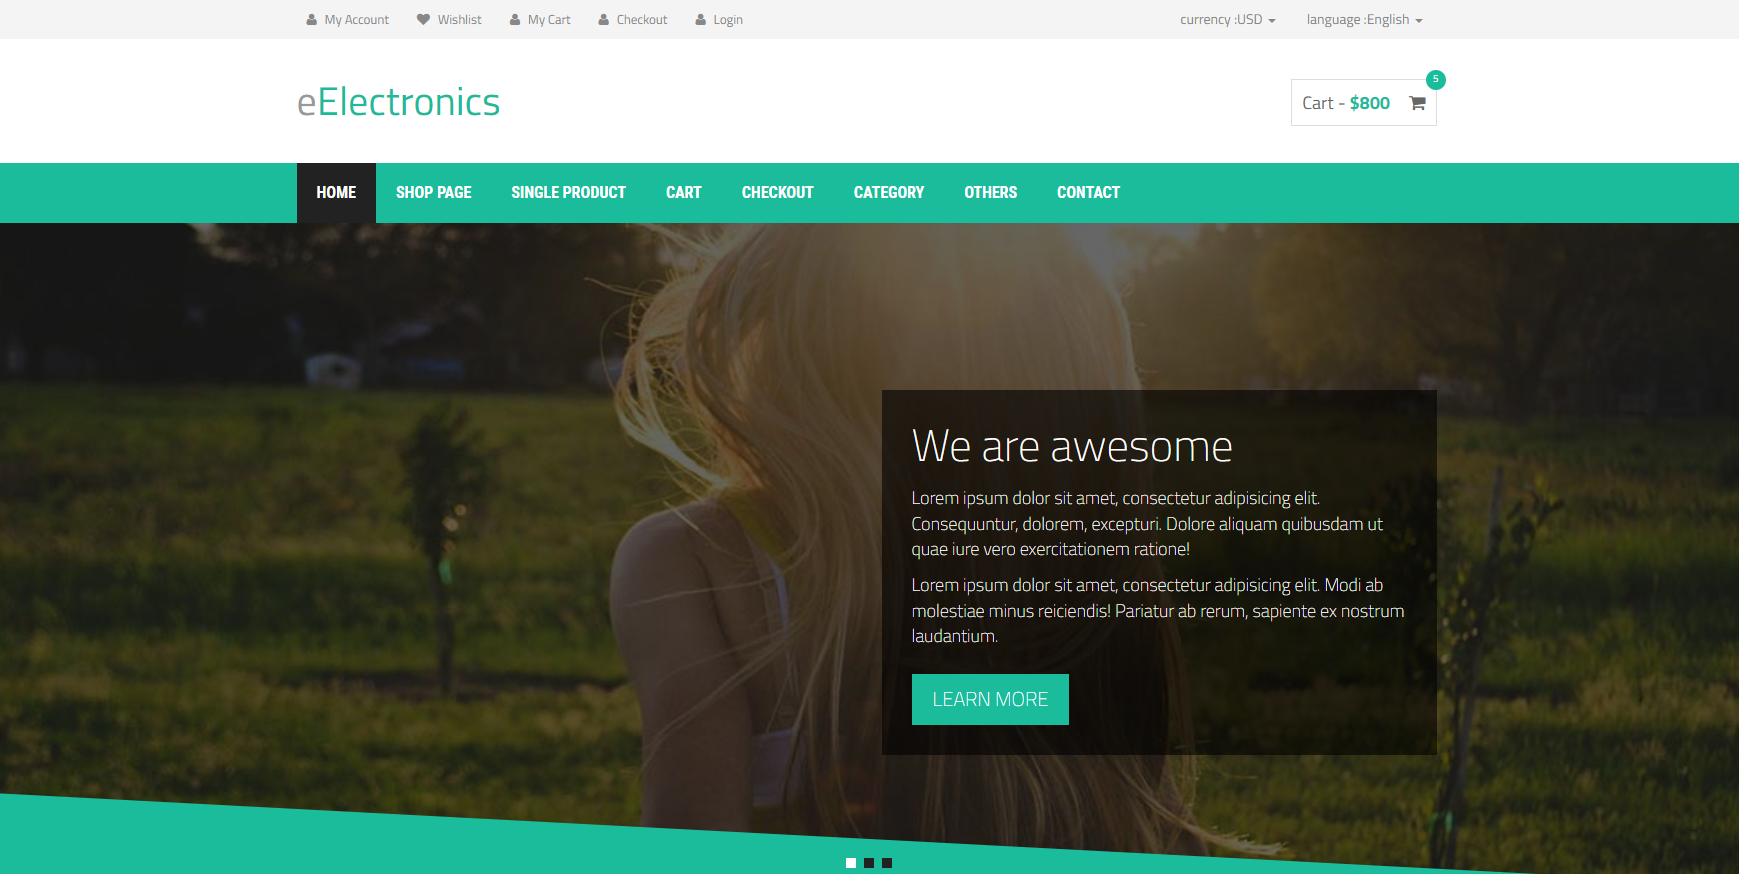 My Account Wishlist My Cart Checkout Login currency :USD language :English
5
eElectronics Cart - $800
HOME SHOP PAGE SINGLE PRODUCT CART CHECKOUT CATEGORY OTHERS CONTACT
We are awesome
Lorem ipsum dolor sit amet, consectetur adipisicing elit.
Consequuntur, dolorem, excepturi. Dolore aliquam quibusdam ut
quae iure vero exercitationem ratione!
Lorem ipsum dolor sit amet, consectetur adipisicing elit. Modi ab
molestiae minus reiciendis! Pariatur ab rerum, sapiente ex nostrum
laudantium.
LEARN MORE